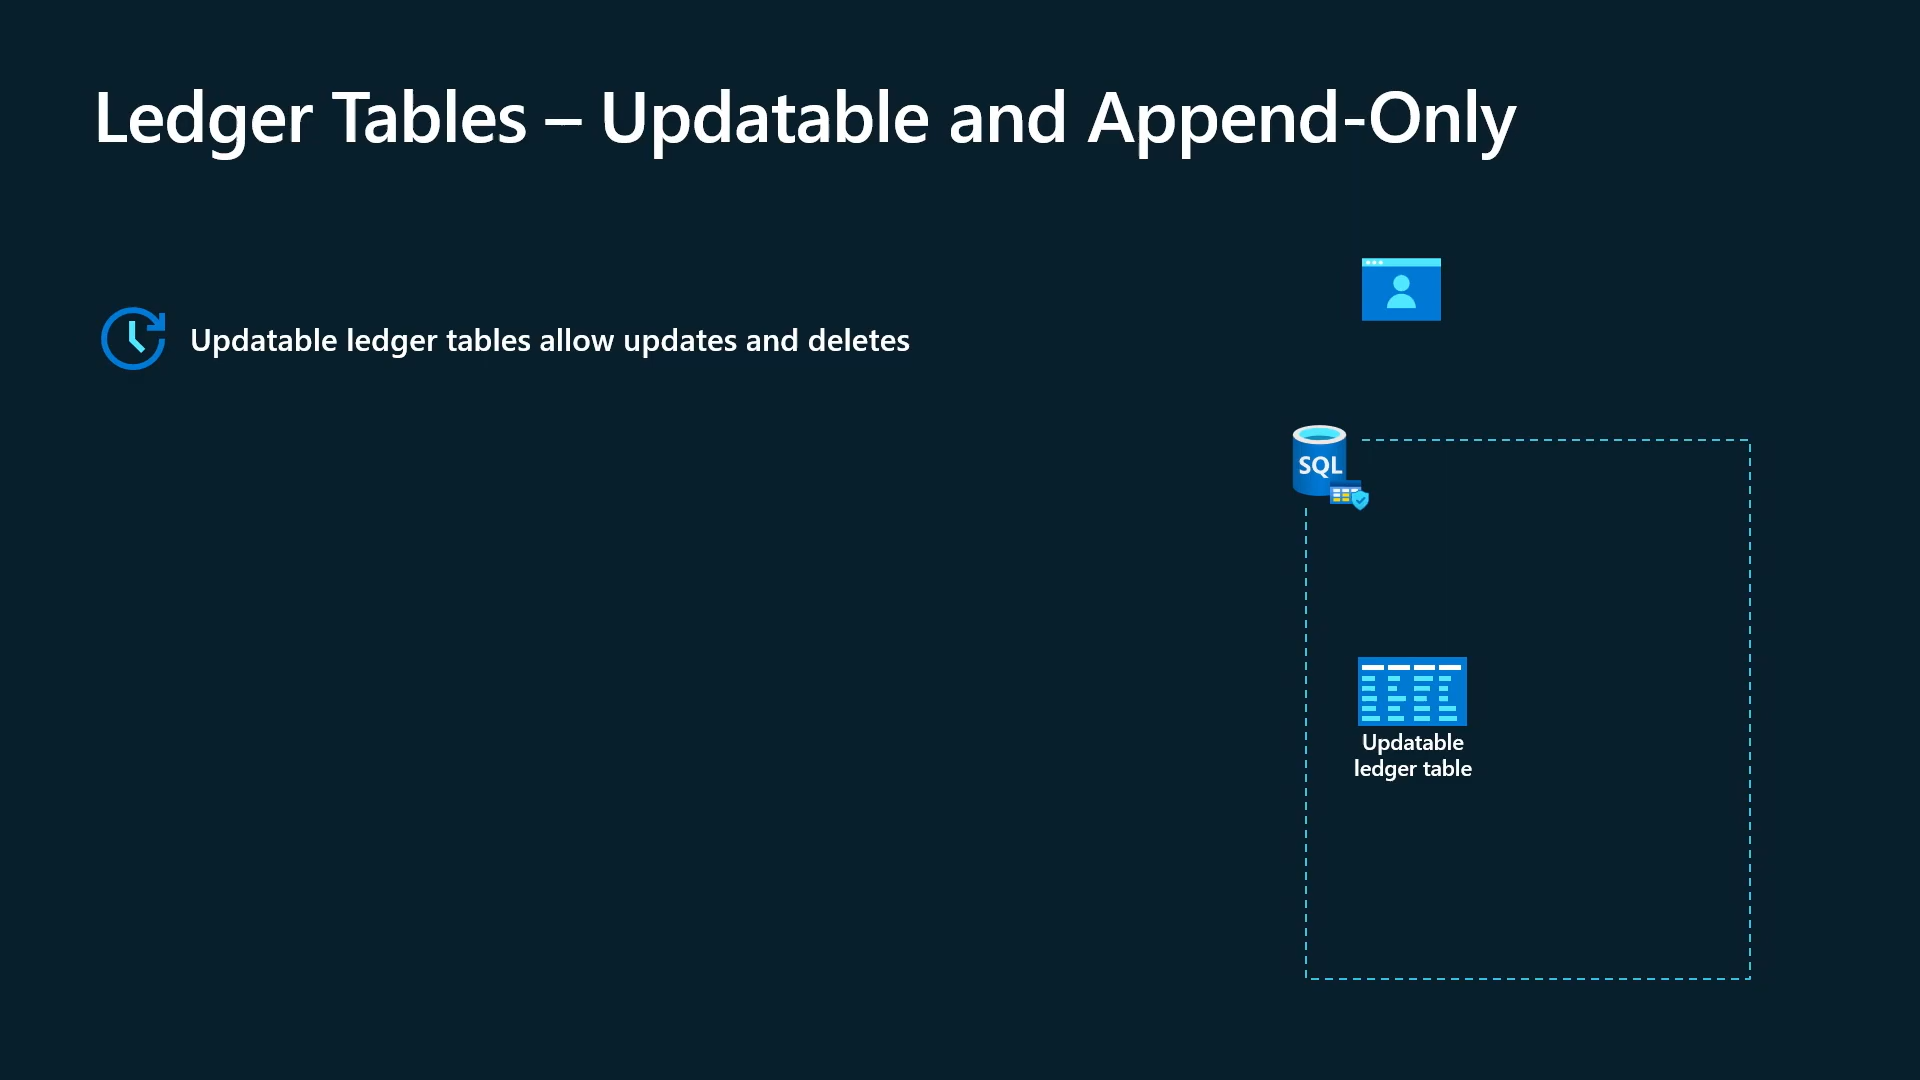 Ledger Tables – Updatable and Append-Only
Updatable ledger tables allow updates and deletes
SQL
Updatable
ledger table